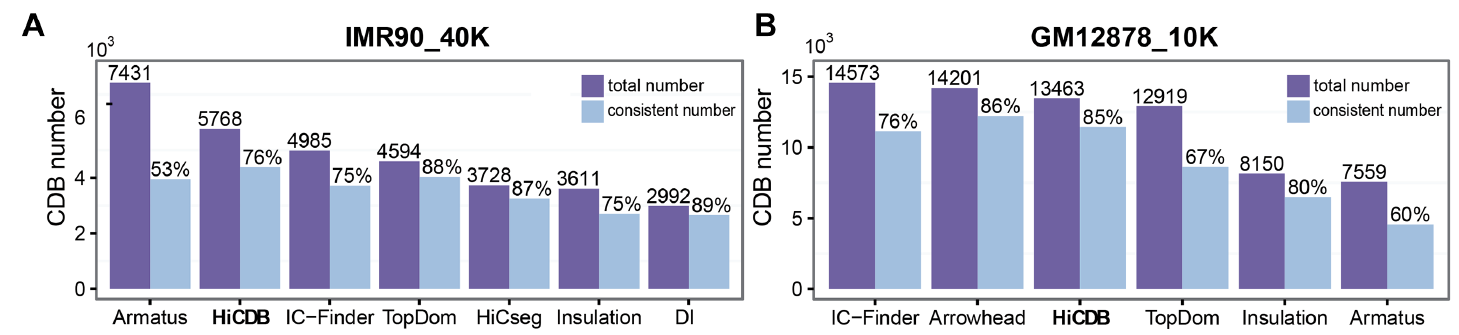 A
IMR90_40K
10³
CDB number
6
4
2
0
7431
53%
5768
76%
4985
75%
4594
88%
3728
87%
3611
75%
2992
89%
total number
consistent number
Armatus
HiCDB
IC−Finder
TopDom
HiCseg
Insulation
DI
B
GM12878_10K
10³
CDB number
15
10
5
0
14573
76%
14201
86%
13463
85%
12919
67%
8150
80%
7559
60%
total number
consistent number
IC−Finder
Arrowhead
HiCDB
TopDom
Insulation
Armatus